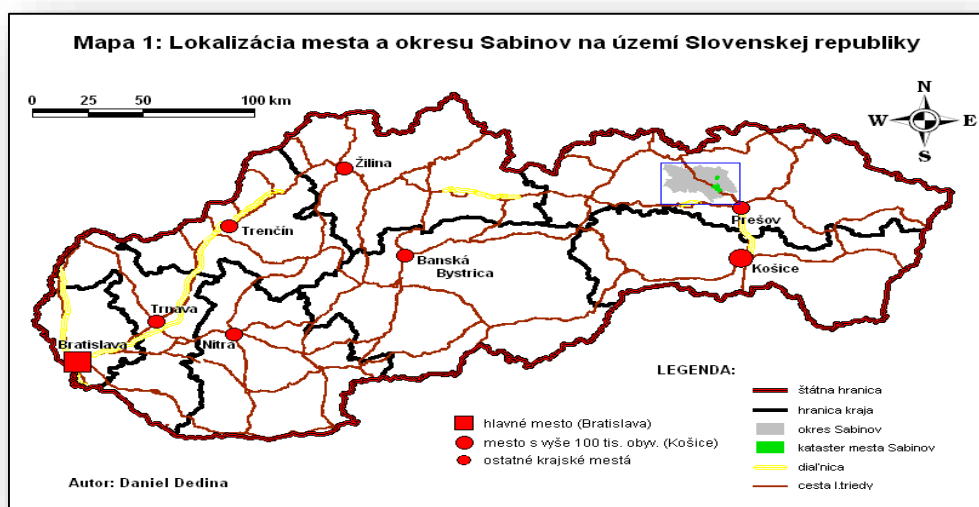 Mapa 1: Lokalizácia mesta a okresu Sabinov na území Slovenskej republiky
0 25 50 100 km
N
W E
S
Žilina
Prešov
Trenčín
Banská
Bystrica
Košice
Trnava
Nitra
Bratislava
LEGENDA:
štátna hranica
hranica kraja
okres Sabinov
kataster mesta Sabinov
diaľnica
cesta I.triedy
hlavné mesto (Bratislava)
mesto s vyše 100 tis. obyv. (Košice)
ostatné krajské mestá
Autor: Daniel Dedina